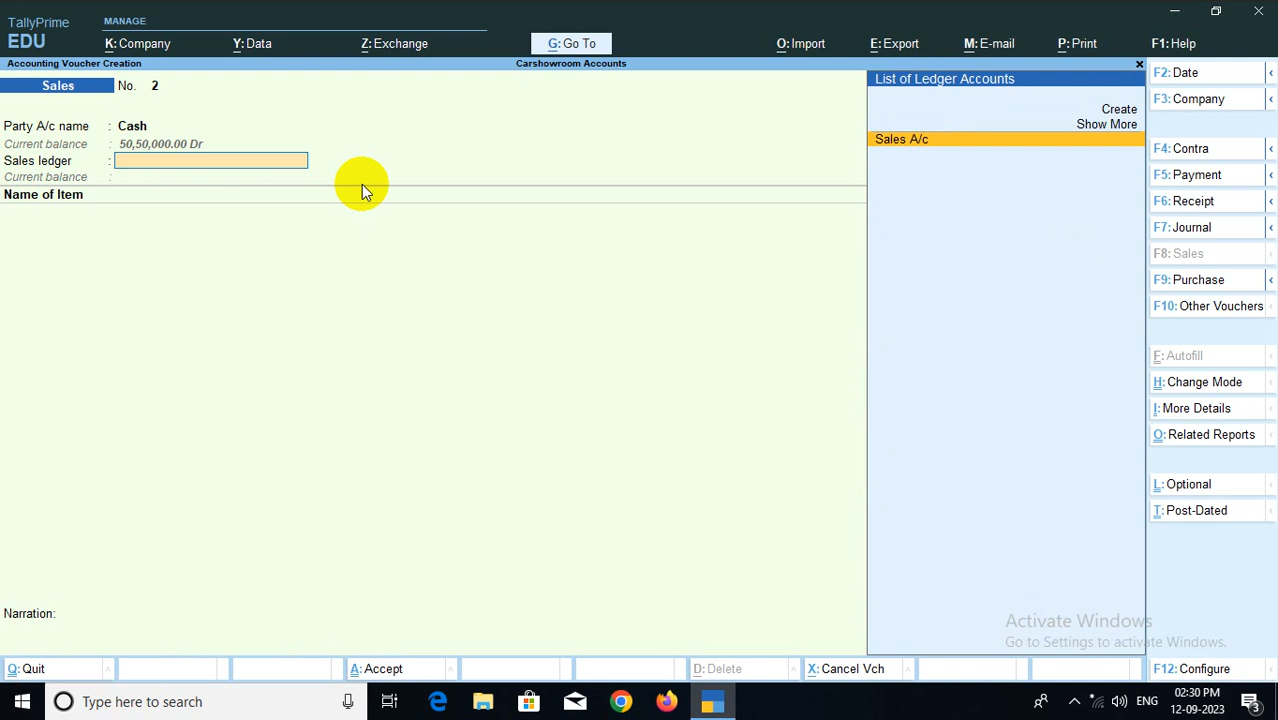 TallyPrime
EDU
MANAGE
K: Company
Y: Data
Z: Exchange
G: Go To
O: Import
E: Export
M: E-mail
P: Print
F1: Help
Accounting Voucher Creation
Carshowroom Accounts
Sales No. 2
Party A/c name : Cash
Current balance : 50,50,000.00 Dr
Sales ledger :
Current balance :
Name of Item
List of Ledger Accounts
Create
Show More
Sales A/c
F2: Date
F3: Company
F4: Contra
F5: Payment
F6: Receipt
F7: Journal
F8: Sales
F9: Purchase
F10: Other Vouchers
F: Autofill
H: Change Mode
I: More Details
O: Related Reports
L: Optional
T: Post-Dated
Narration:
Activate Windows
Go to Settings to activate Windows.
Q: Quit
A: Accept
D: Delete
X: Cancel Vch
F12: Configure
Type here to search
ENG
02:30 PM
12-09-2023
3